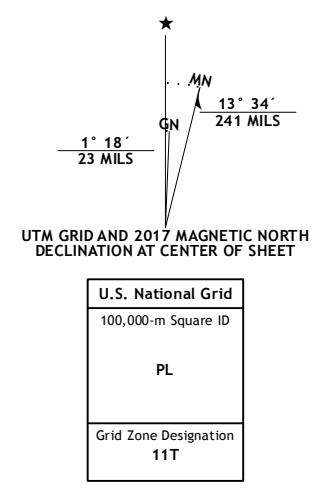 MN
13° 34´
241 MILS
GN
1° 18´
23 MILS
UTM GRID AND 2017 MAGNETIC NORTH
DECLINATION AT CENTER OF SHEET
U.S. National Grid
100,000-m Square ID
PL
Grid Zone Designation
11T